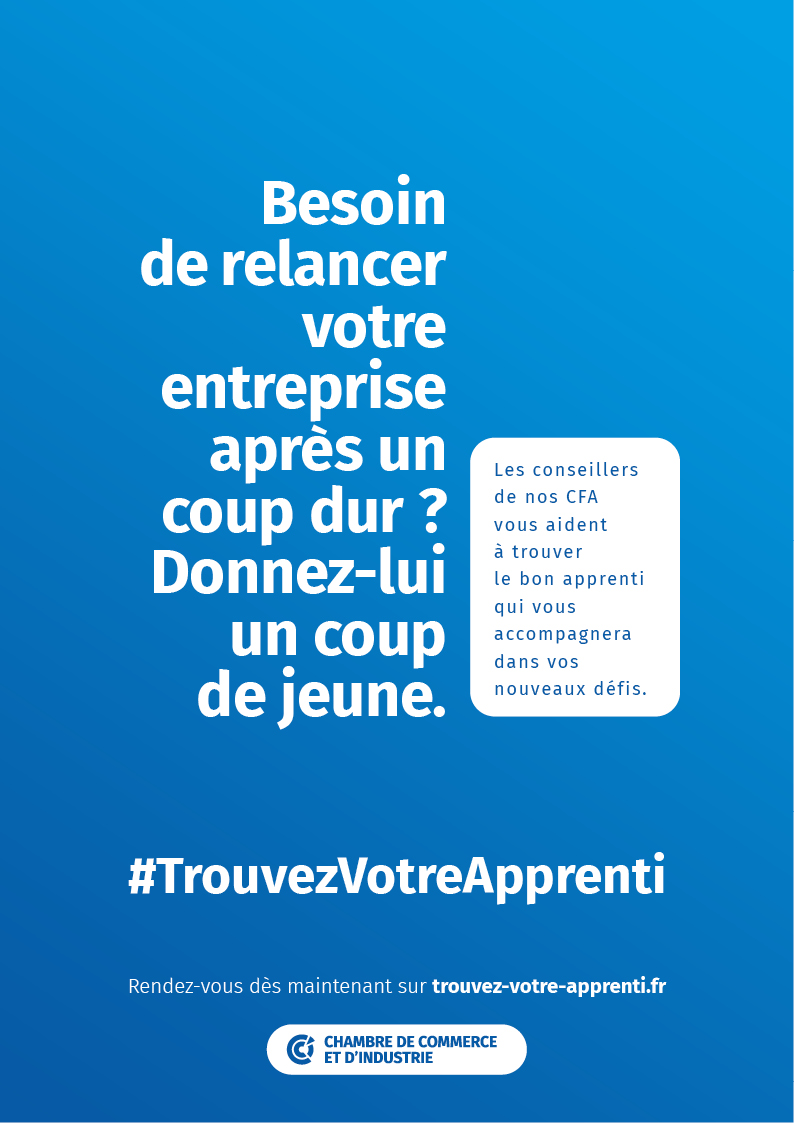 Besoin
de relancer
votre
entreprise
après un
coup dur ?
Donnez-lui
un coup
de jeune.
Les conseillers
de nos CFA
vous aident
à trouver
le bon apprenti
qui vous
accompagnera
dans vos
nouveaux défis.
#TrouvezVotreApprenti
Rendez-vous dès maintenant sur trouvez-votre-apprenti.fr
CHAMBRE DE COMMERCE
ET D'INDUSTRIE